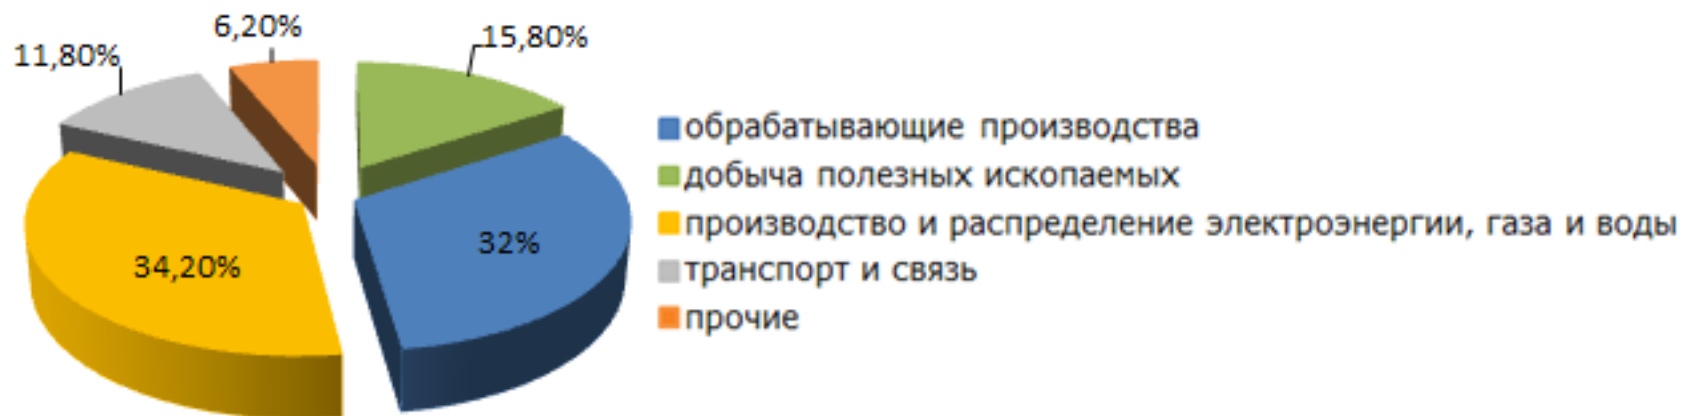 6,20%
15,80%
11,80%
32%
34,20%
обрабатывающие производства
добыча полезных ископаемых
производство и распределение электроэнергии, газа и воды
транспорт и связь
прочие